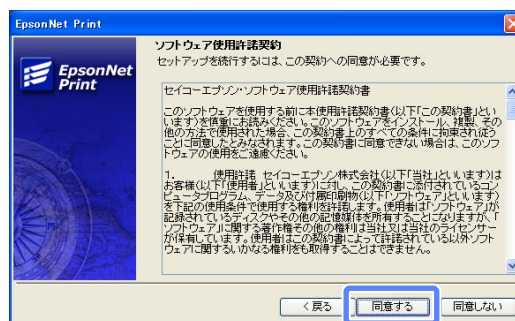 EpsonNet Print
EpsonNet
Print
ソフトウェア使用許諾契約
セットアップを続行するには、この契約への同意が必要です。
セイコーエプソン・ソフトウェア使用許諾契約書
このソフトウェアを使用する前に本使用許諾契約書(以下「この契約書」とい
います)を慎重にお読みください。このソフトウェアをインストール、複製、その
他の方法で使用された場合、この契約書上のすべての条件に拘束され従う
ことに同意したとみなされます。この契約書に同意できない場合は、このソフ
トウェアの使用をご遠慮ください。
1. 使用許諾 セイコーエプソン株式会社(以下「当社」といいます)は
お客様(以下「使用者」といいます)に対し、この契約書に添付されているコン
ピュータプログラム、データ及び付属印刷物(以下「ソフトウェア」といいます)
を下記の使用条件で使用する権利を許諾します。使用者は「ソフトウェア」が
記録されているディスクやその他の記憶媒体を所有することになりますが、「
ソフトウェア」に関する著作権その他の権利は当社又は当社のライセンサー
が保有しています。使用者はこの契約書によって許諾されている以外ソフト
ウェアに関するいかなる権利をも取得することはできません。
< 戻る 同意する 同意しない